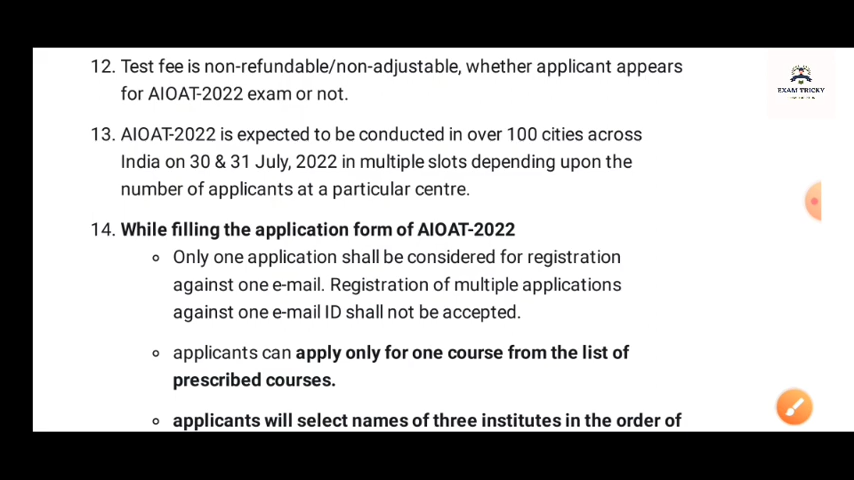 12. Test fee is non-refundable/non-adjustable, whether applicant appears
for AIOAT-2022 exam or not.
EXAM TRICKY
13. AIOAT-2022 is expected to be conducted in over 100 cities across
India on 30 & 31 July, 2022 in multiple slots depending upon the
number of applicants at a particular centre.
14. While filling the application form of AIOAT-2022
Only one application shall be considered for registration
against one e-mail. Registration of multiple applications
against one e-mail ID shall not be accepted.
applicants can apply only for one course from the list of
prescribed courses.
applicants will select names of three institutes in the order of